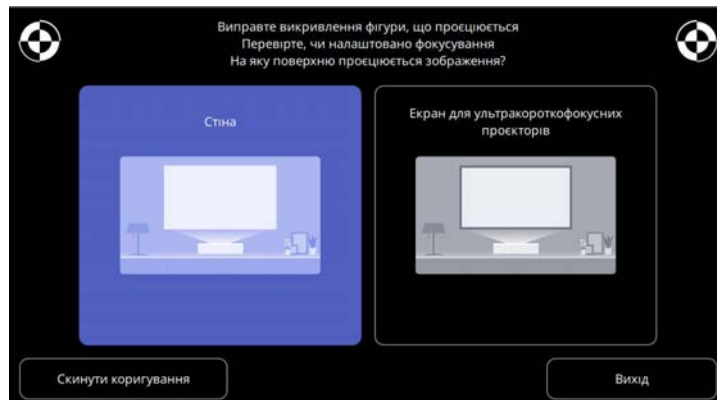 Виправте викривлення фігури, що проєціюється
Перевірте, чи налаштовано фокусування
На яку поверхню проєціюється зображення?
Стіна
Екран для ультракороткофокусних
проєкторів
Скинути коригування
Вихід